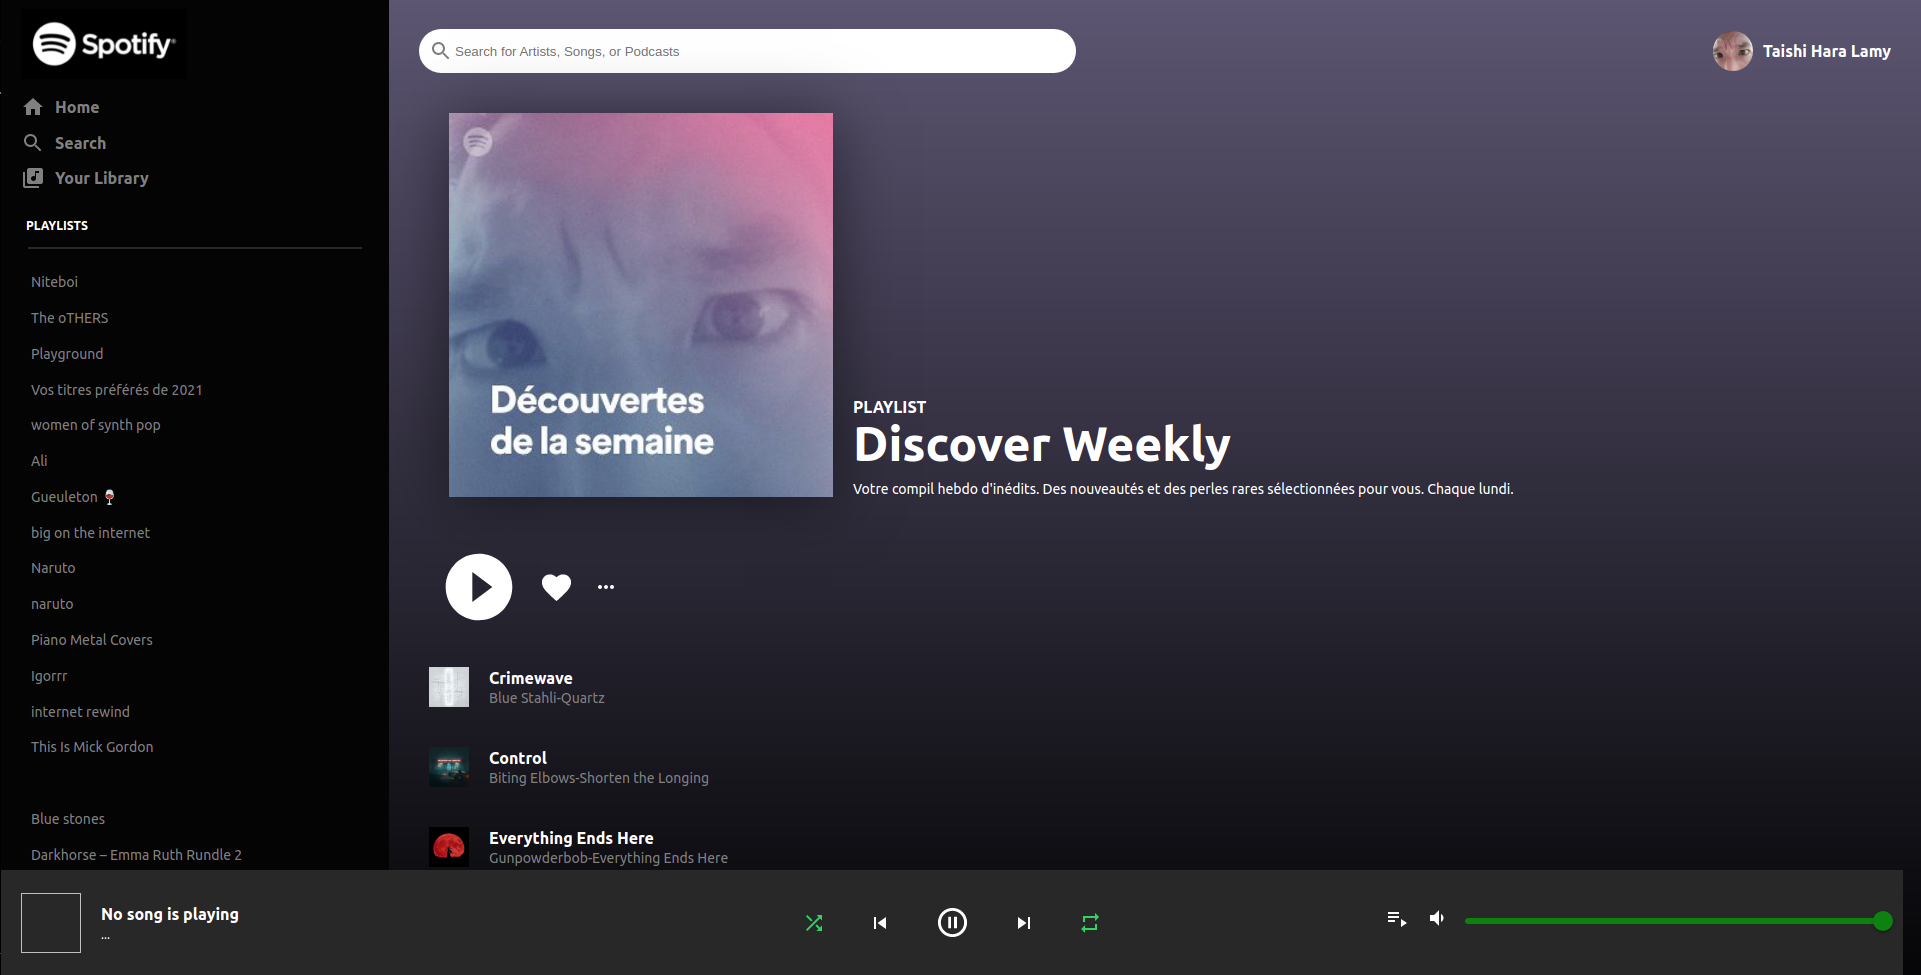 Spotify
Home
Search
Your Library
PLAYLISTS
Niteboi
The oTHERS
Playground
Vos titres préférés de 2021
women of synth pop
Ali
Gueuleton 🍷
big on the internet
Naruto
naruto
Piano Metal Covers
Igorrr
internet rewind
This Is Mick Gordon
Blue stones
Darkhorse – Emma Ruth Rundle 2
Search for Artists, Songs, or Podcasts
Taishi Hara Lamy
Découvertes
de la semaine
PLAYLIST
Discover Weekly
Votre compil hebdo d'inédits. Des nouveautés et des perles rares sélectionnées pour vous. Chaque lundi.
Crimewave
Blue Stahli-Quartz
Control
Biting Elbows-Shorten the Longing
Everything Ends Here
Gunpowderbob-Everything Ends Here
No song is playing
...